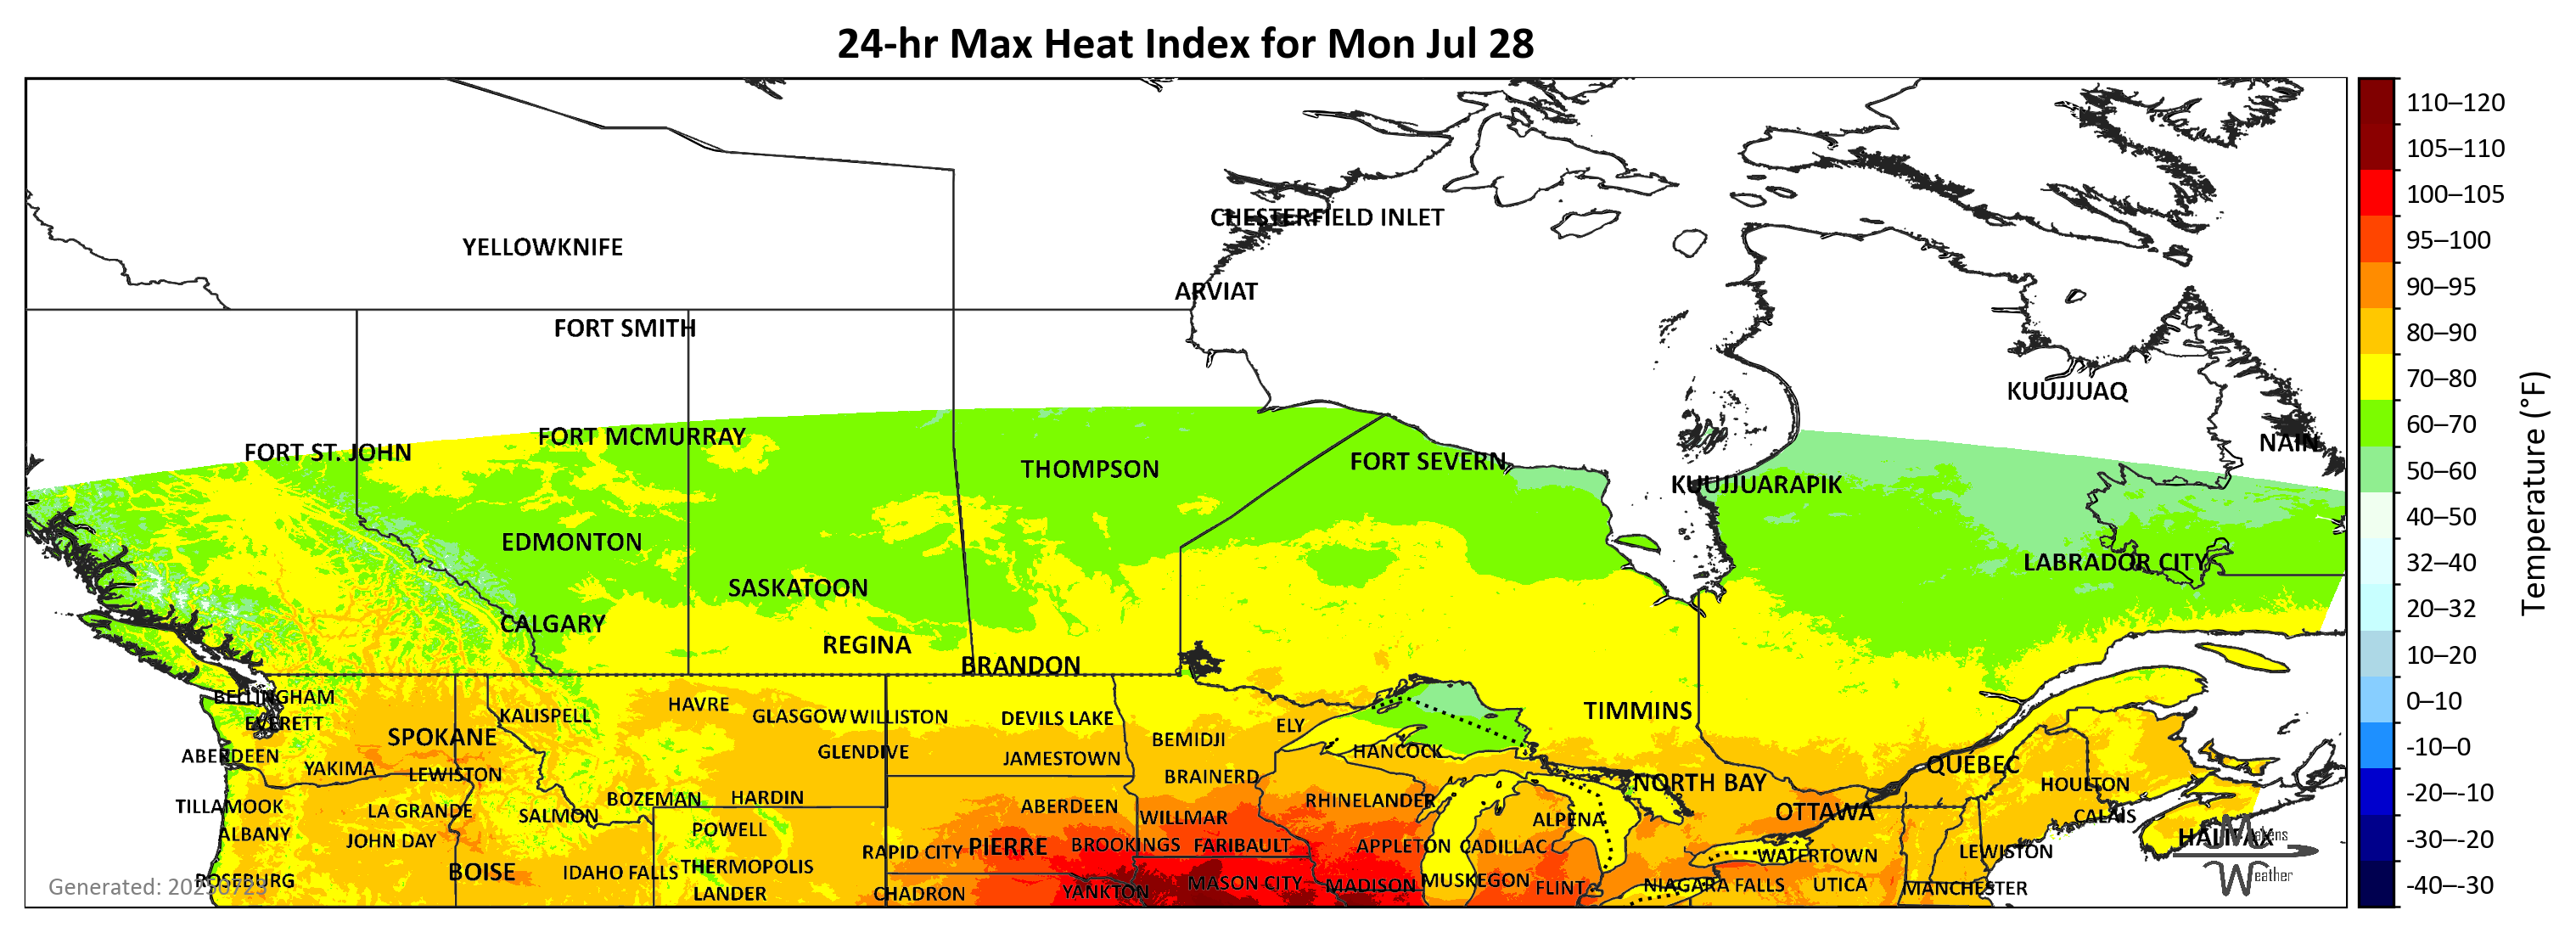 24-hr Max Heat Index for Mon Jul 28
110–120
105–110
100–105
95–100
90–95
80–90
70–80
60–70
50–60
40–50
32–40
20–32
10–20
0–10
-10–0
-20–-10
-30–-20
-40–-30
Temperature (°F)
CHESTERFIELD INLET
YELLOWKNIFE
ARVIAT
FORT SMITH
KUUJJUAQ
FORT MCMURRAY
NAIN
FORT ST. JOHN
FORT SEVERN
THOMPSON
KUUJJUARAPIK
EDMONTON
LABRADOR CITY
SASKATOON
CALGARY
REGINA
BRANDON
BELLINGHAM
HAVRE
TIMMINS
KALISPELL
GLASGOW
WILLISTON
DEVILS LAKE
EVERETT
ELY
SPOKANE
BEMIDJI
GLENDIVE
HANCOCK
ABERDEEN
JAMESTOWN
QUÉBEC
YAKIMA
LEWISTON
BRAINERD
NORTH BAY
HOULTON
BOZEMAN
HARDIN
RHINELANDER
TILLAMOOK
ABERDEEN
LA GRANDE
OTTAWA
SALMON
CALAIS
WILLMAR
ALPENA
POWELL
ALBANY
HALIFAX
JOHN DAY
PIERRE
BROOKINGS
FARIBAULT
APPLETON
CADILLAC
RAPID CITY
LEWISTON
WATERTOWN
THERMOPOLIS
BOISE
IDAHO FALLS
ROSEBURG
MUSKEGON
MASON CITY
MADISON
NIAGARA FALLS
UTICA
FLINT
MANCHESTER
YANKTON
LANDER
CHADRON
Makens
Weather
Generated: 20250723